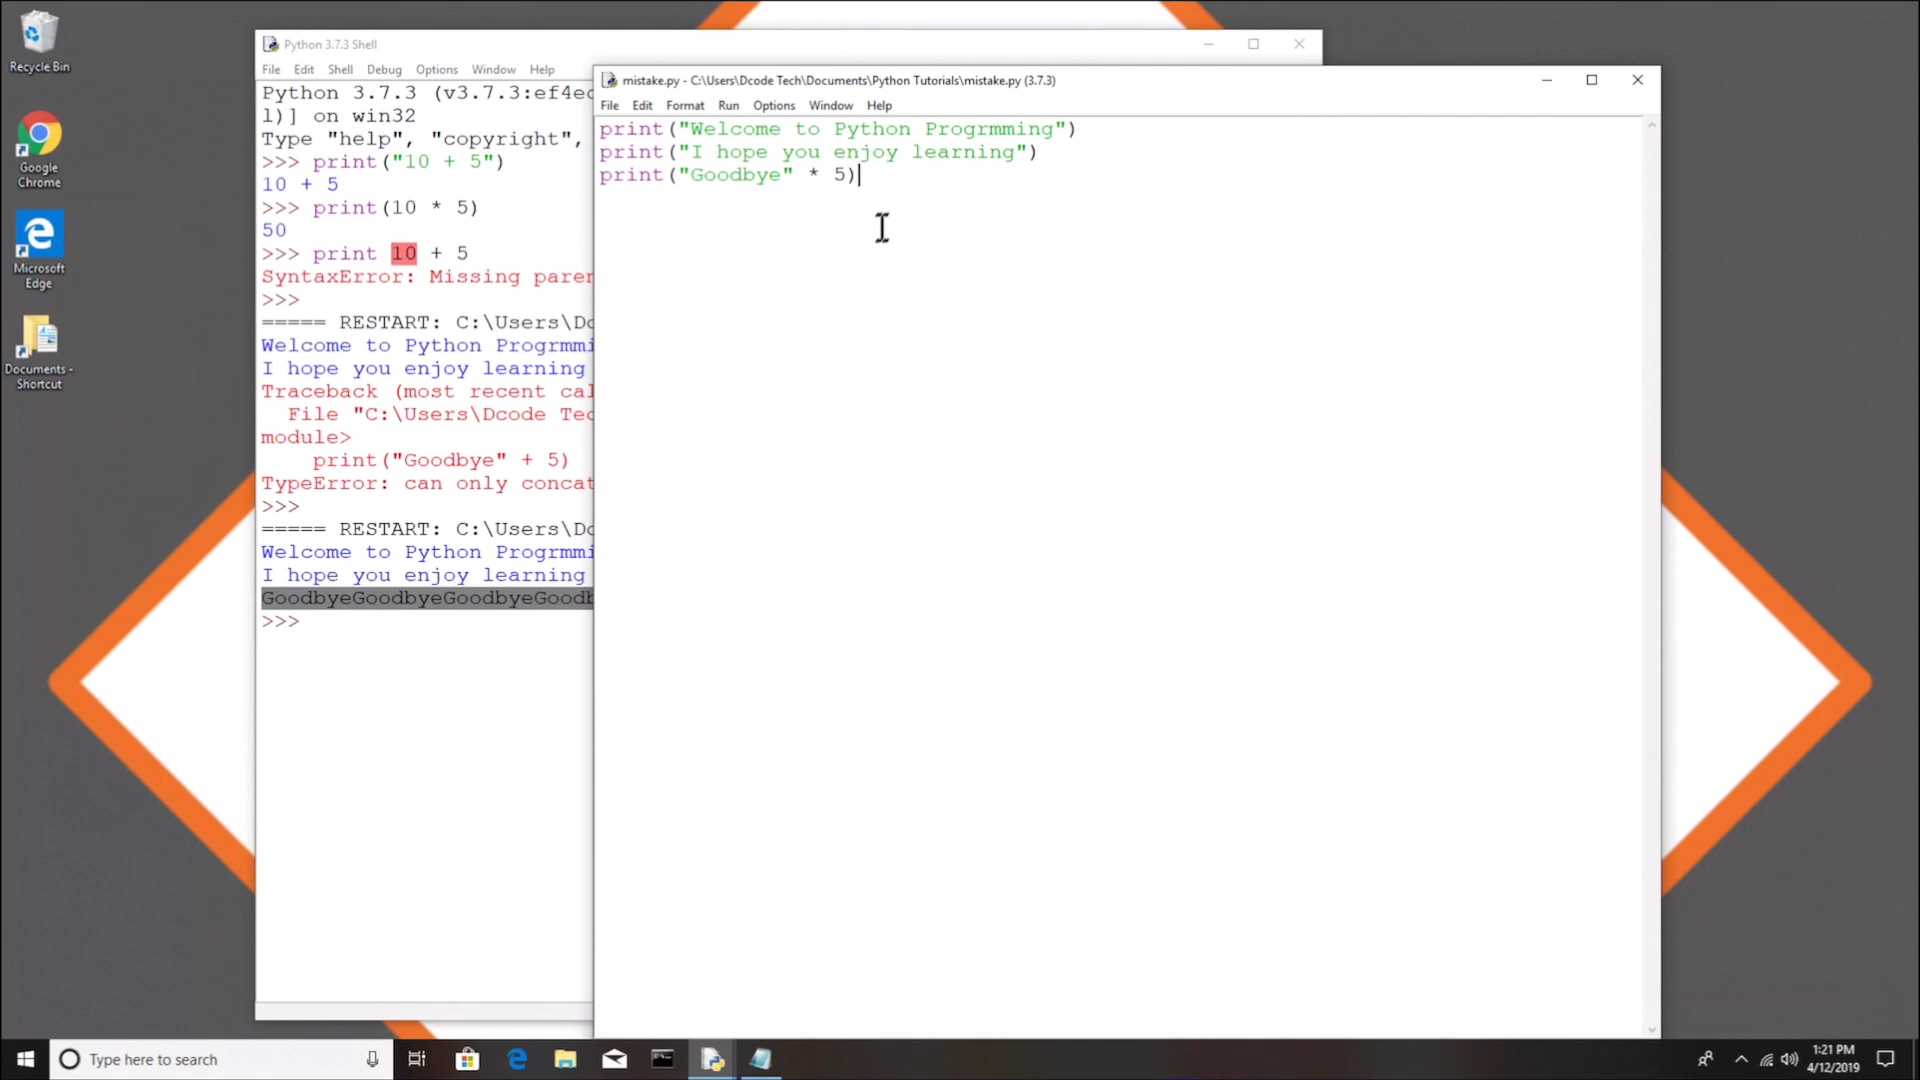 Recycle Bin
Google
Chrome
Microsoft
Edge
Documents -
Shortcut
Python 3.7.3 Shell
File Edit Shell Debug Options Window Help
Python 3.7.3 (v3.7.3:ef4ec
l)] on win32
Type "help", "copyright",
>>> print("10 + 5")
10 + 5
>>> print(10 * 5)
50
>>> print 10 + 5
SyntaxError: Missing paren
>>>
===== RESTART: C:\Users\Dc
Welcome to Python Progrmmi
I hope you enjoy learning
Traceback (most recent cal
File "C:\Users\Dcode Tec
module>
print("Goodbye" + 5)
TypeError: can only concat
>>>
===== RESTART: C:\Users\Dc
Welcome to Python Progrmmi
I hope you enjoy learning
GoodbyeGoodbyeGoodbyeGoodb
>>>
mistake.py - C:\Users\Dcode Tech\Documents\Python Tutorials\mistake.py (3.7.3)
File Edit Format Run Options Window Help
print("Welcome to Python Progrmming")
print("I hope you enjoy learning")
print("Goodbye" * 5)
Type here to search
1:21 PM
4/12/2019